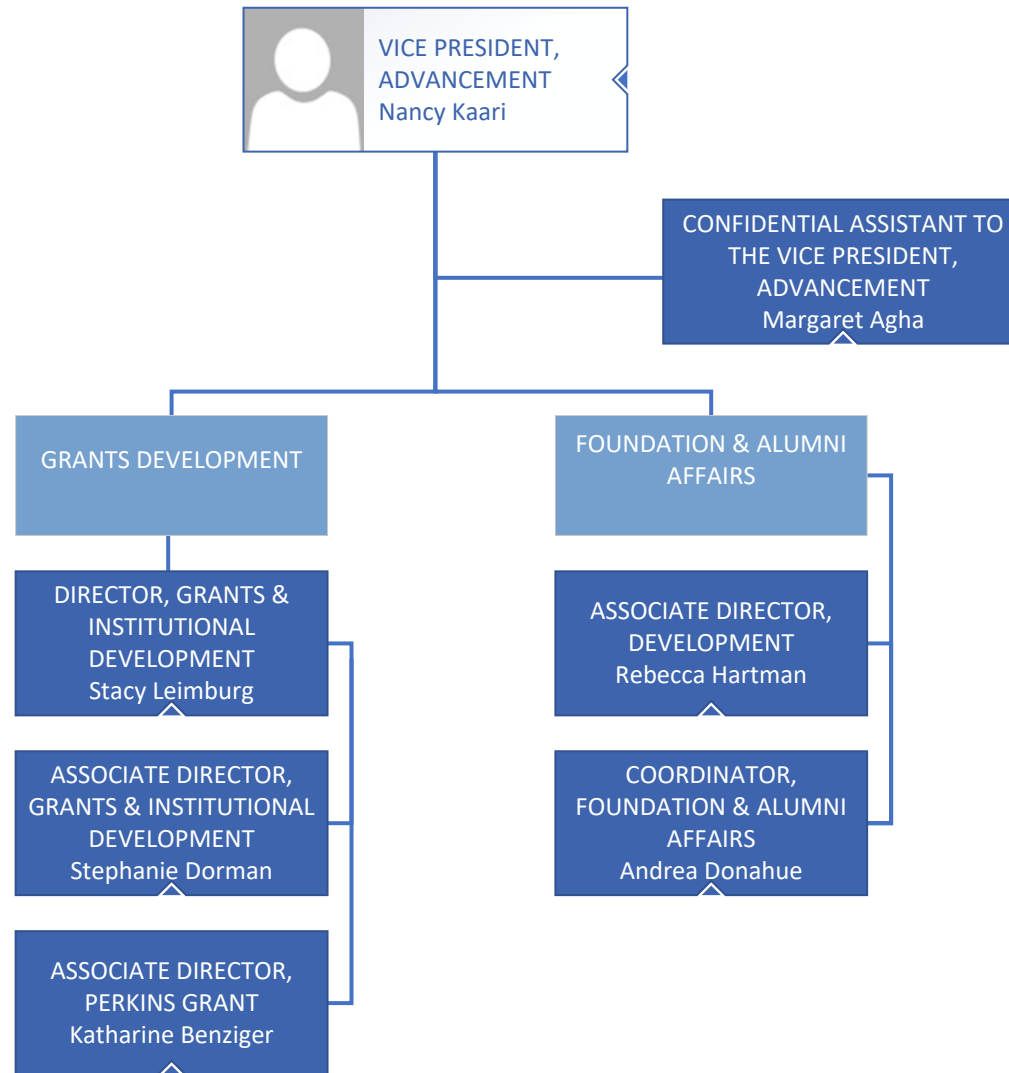 VICE PRESIDENT,
ADVANCEMENT
Nancy Kaari
CONFIDENTIAL ASSISTANT TO
THE VICE PRESIDENT,
ADVANCEMENT
Margaret Agha
GRANTS DEVELOPMENT
DIRECTOR, GRANTS &
INSTITUTIONAL
DEVELOPMENT
Stacy Leimburg
ASSOCIATE DIRECTOR,
GRANTS & INSTITUTIONAL
DEVELOPMENT
Stephanie Dorman
ASSOCIATE DIRECTOR,
PERKINS GRANT
Katharine Benziger
FOUNDATION & ALUMNI
AFFAIRS
ASSOCIATE DIRECTOR,
DEVELOPMENT
Rebecca Hartman
COORDINATOR,
FOUNDATION & ALUMNI
AFFAIRS
Andrea Donahue